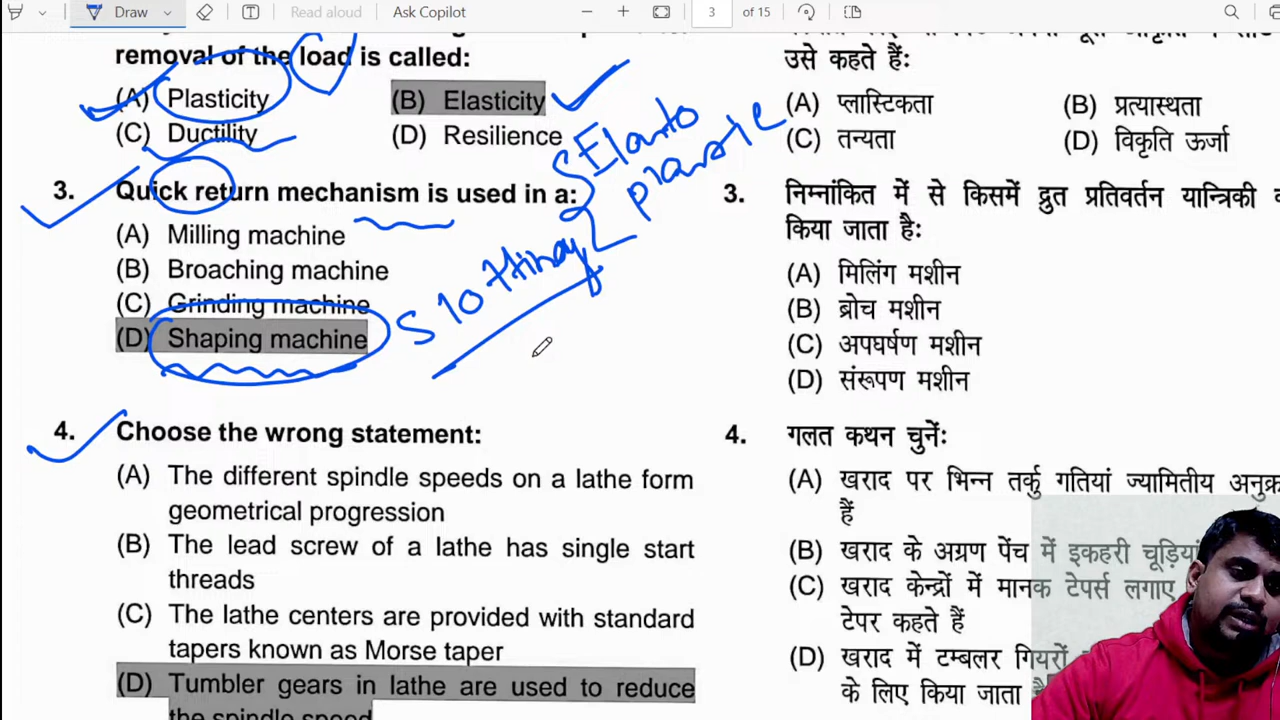 Draw
Read aloud
Ask Copilot
3
of 15
removal of the load is called:
(A) Plasticity
(B) Elasticity
(C) Ductility
(D) Resilience
3. Quick return mechanism is used in a:
(A) Milling machine
(B) Broaching machine
(C) Grinding machine
(D) Shaping machine
Slotting
4. Choose the wrong statement:
(A) The different spindle speeds on a lathe form
geometrical progression
(B) The lead screw of a lathe has single start
threads
(C) The lathe centers are provided with standard
tapers known as Morse taper
(D) Tumbler gears in lathe are used to reduce
the spindle speed
उसे कहते हैंः
(A) प्लास्टिकता
(B) प्रत्यास्थता
(C) तन्यता
(D) विकृति ऊर्जा
3. निम्नांकित में से किसमें द्रुत प्रतिवर्तन यान्त्रिकी
किया जाता हैः
(A) मिलिंग मशीन
(B) ब्रोच मशीन
(C) अपघर्षण मशीन
(D) संरूपण मशीन
4. गलत कथन चुनेंः
(A) खराद पर भिन्न तर्कु गतियां ज्यामितीय
हैं
(B) खराद के अग्रण पेंच में इकहरी चूड़ियां
(C) खराद केन्द्रों में मानक टेपर्स लगाए
टेपर कहते हैं
(D) खराद में टम्बलर गियरों
के लिए किया जाता